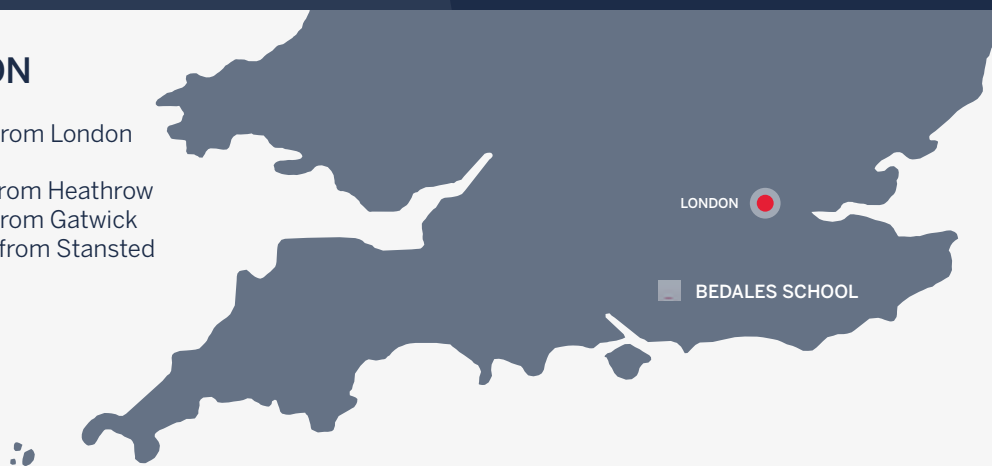 ON
rom London
rom Heathrow
rom Gatwick
from Stansted
LONDON
BEDALES SCHOOL